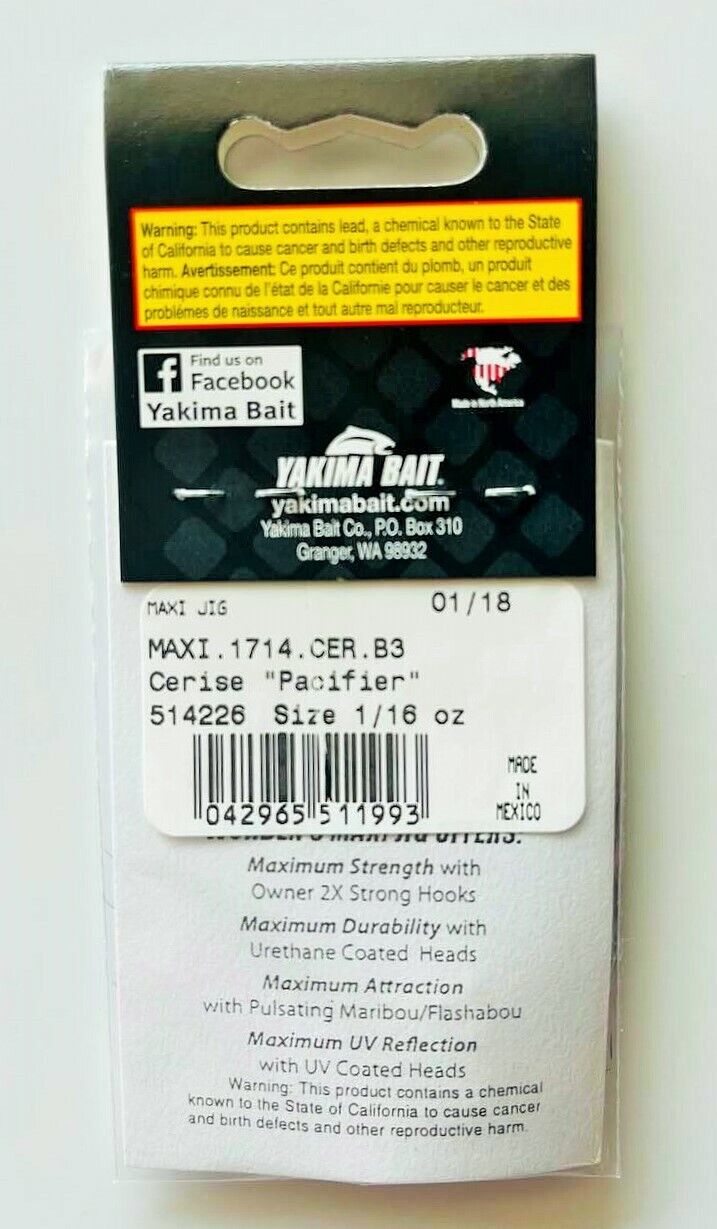 Warning: This product contains lead, a chemical known to the State
of California to cause cancer and birth defects and other reproductive
harm. Avertissement: Ce produit contient du plomb, un produit
chimique connu de l'état de la Californie pour causer le cancer et des
problémes de naissance et tout autre mal reproducteur.
f Find us on
Facebook
Yakima Bait
Made in North America
YAKIMA BAIT
yakimabait.com
Yakima Bait Co., P.O. Box 310
Granger, WA 98932
MAXI JIG 01/18
MAXI.1714.CER.B3
Cerise "Pacifier"
514226 Size 1/16 oz
042965 511993
MADE
IN
MEXICO
Maximum Strength with
Owner 2X Strong Hooks
Maximum Durability with
Urethane Coated Heads
Maximum Attraction
with Pulsating Maribou/Flashabou
Maximum UV Reflection
with UV Coated Heads
Warning: This product contains a chemical
known to the State of California to cause cancer
and birth defects and other reproductive harm.